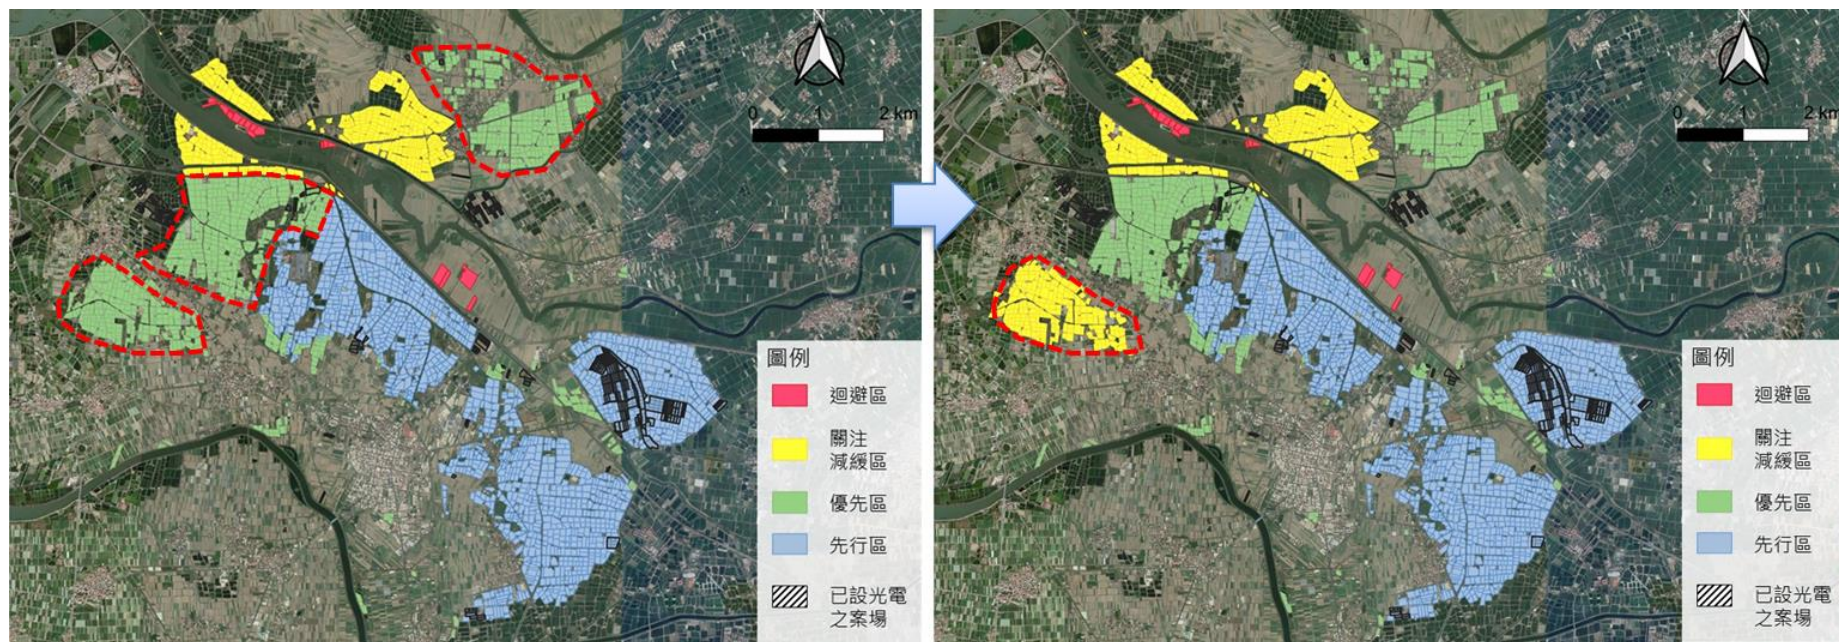 0 1 2 km
圖例
迴避區
關注
減緩區
優先區
先行區
已設光電
之案場
0 1 2 km
圖例
迴避區
關注
減緩區
優先區
先行區
已設光電
之案場